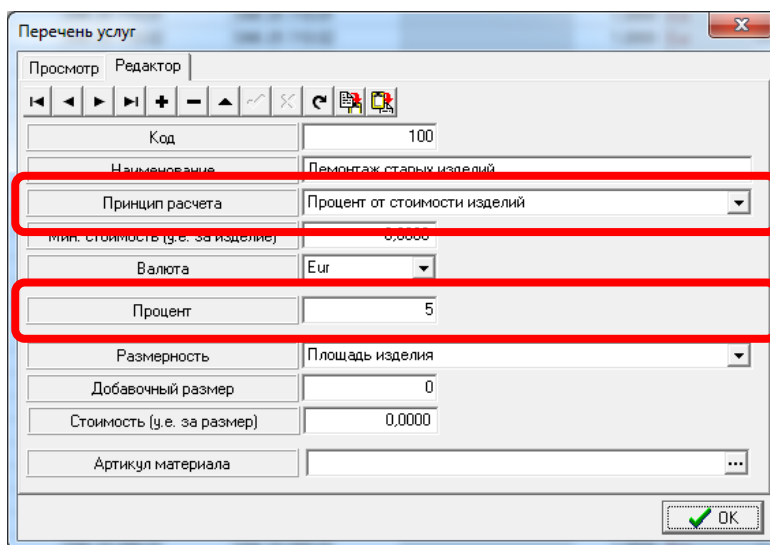 Перечень услуг
Просмотр Редактор
Код 100
Наименование Демонтаж старых изделий
Принцип расчета Процент от стоимости изделий
Мин. стоимость (у.е. за изделие) 0,0000
Валюта Eur
Процент 5
Размерность Площадь изделия
Добавочный размер 0
Стоимость (у.е. за размер) 0,0000
Артикул материала ...
OK